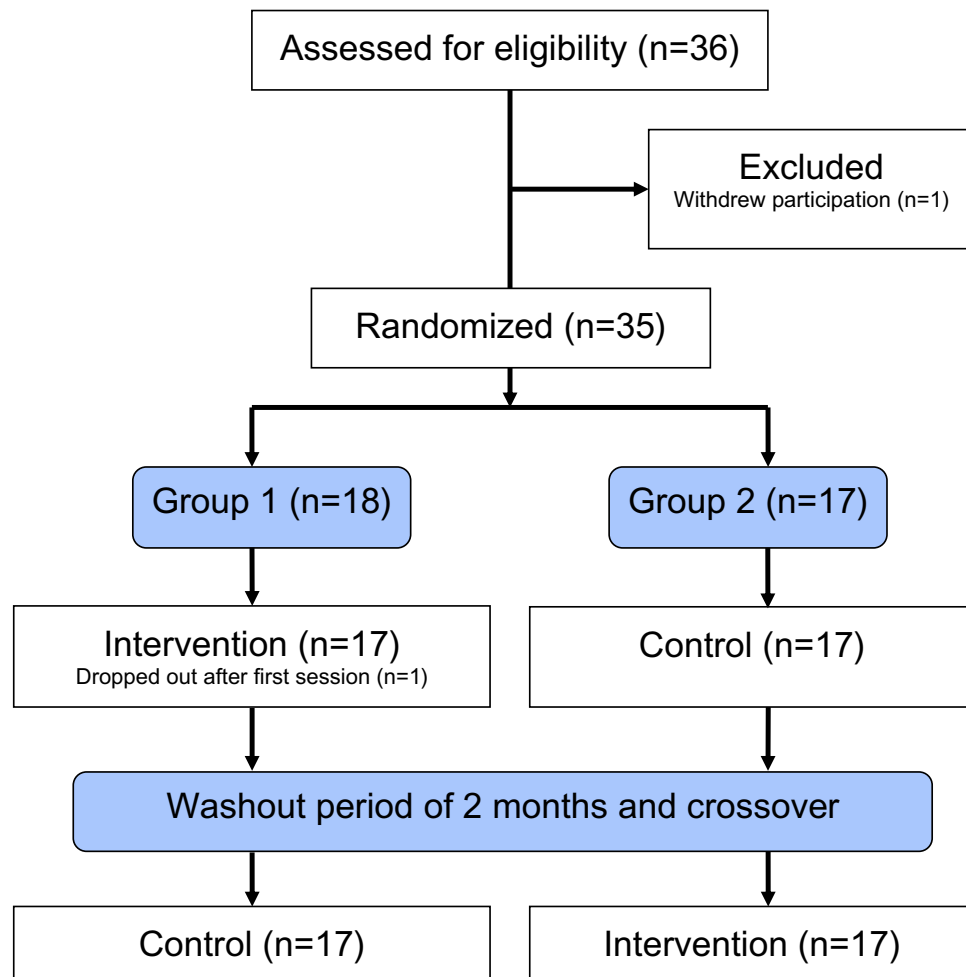 Assessed for eligibility (n=36)
Excluded
Withdrew participation (n=1)
Randomized (n=35)
Group 1 (n=18)
Group 2 (n=17)
Intervention (n=17)
Dropped out after first session (n=1)
Control (n=17)
Washout period of 2 months and crossover
Control (n=17)
Intervention (n=17)